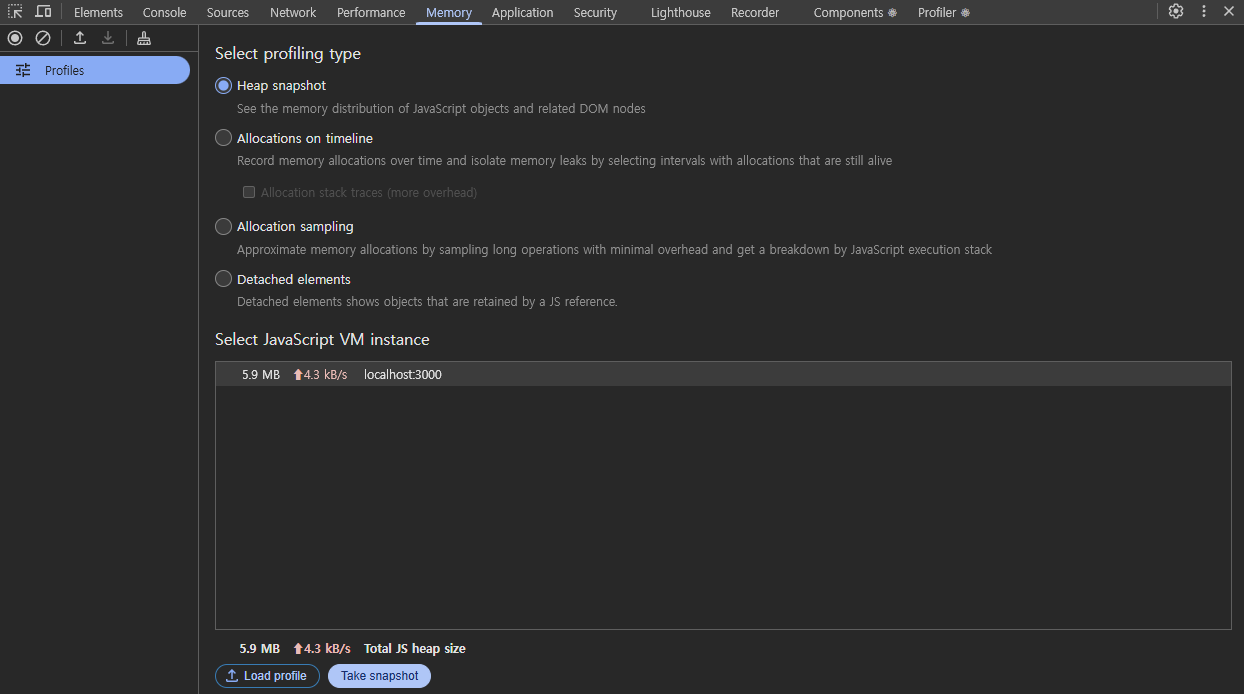 Elements Console Sources Network Performance Memory Application Security Lighthouse Recorder Components Profiler
Profiles
Select profiling type
Heap snapshot
See the memory distribution of JavaScript objects and related DOM nodes
Allocations on timeline
Record memory allocations over time and isolate memory leaks by selecting intervals with allocations that are still alive
Allocation stack traces (more overhead)
Allocation sampling
Approximate memory allocations by sampling long operations with minimal overhead and get a breakdown by JavaScript execution stack
Detached elements
Detached elements shows objects that are retained by a JS reference.
Select JavaScript VM instance
5.9 MB 4.3 kB/s localhost:3000
5.9 MB 4.3 kB/s Total JS heap size
Load profile Take snapshot